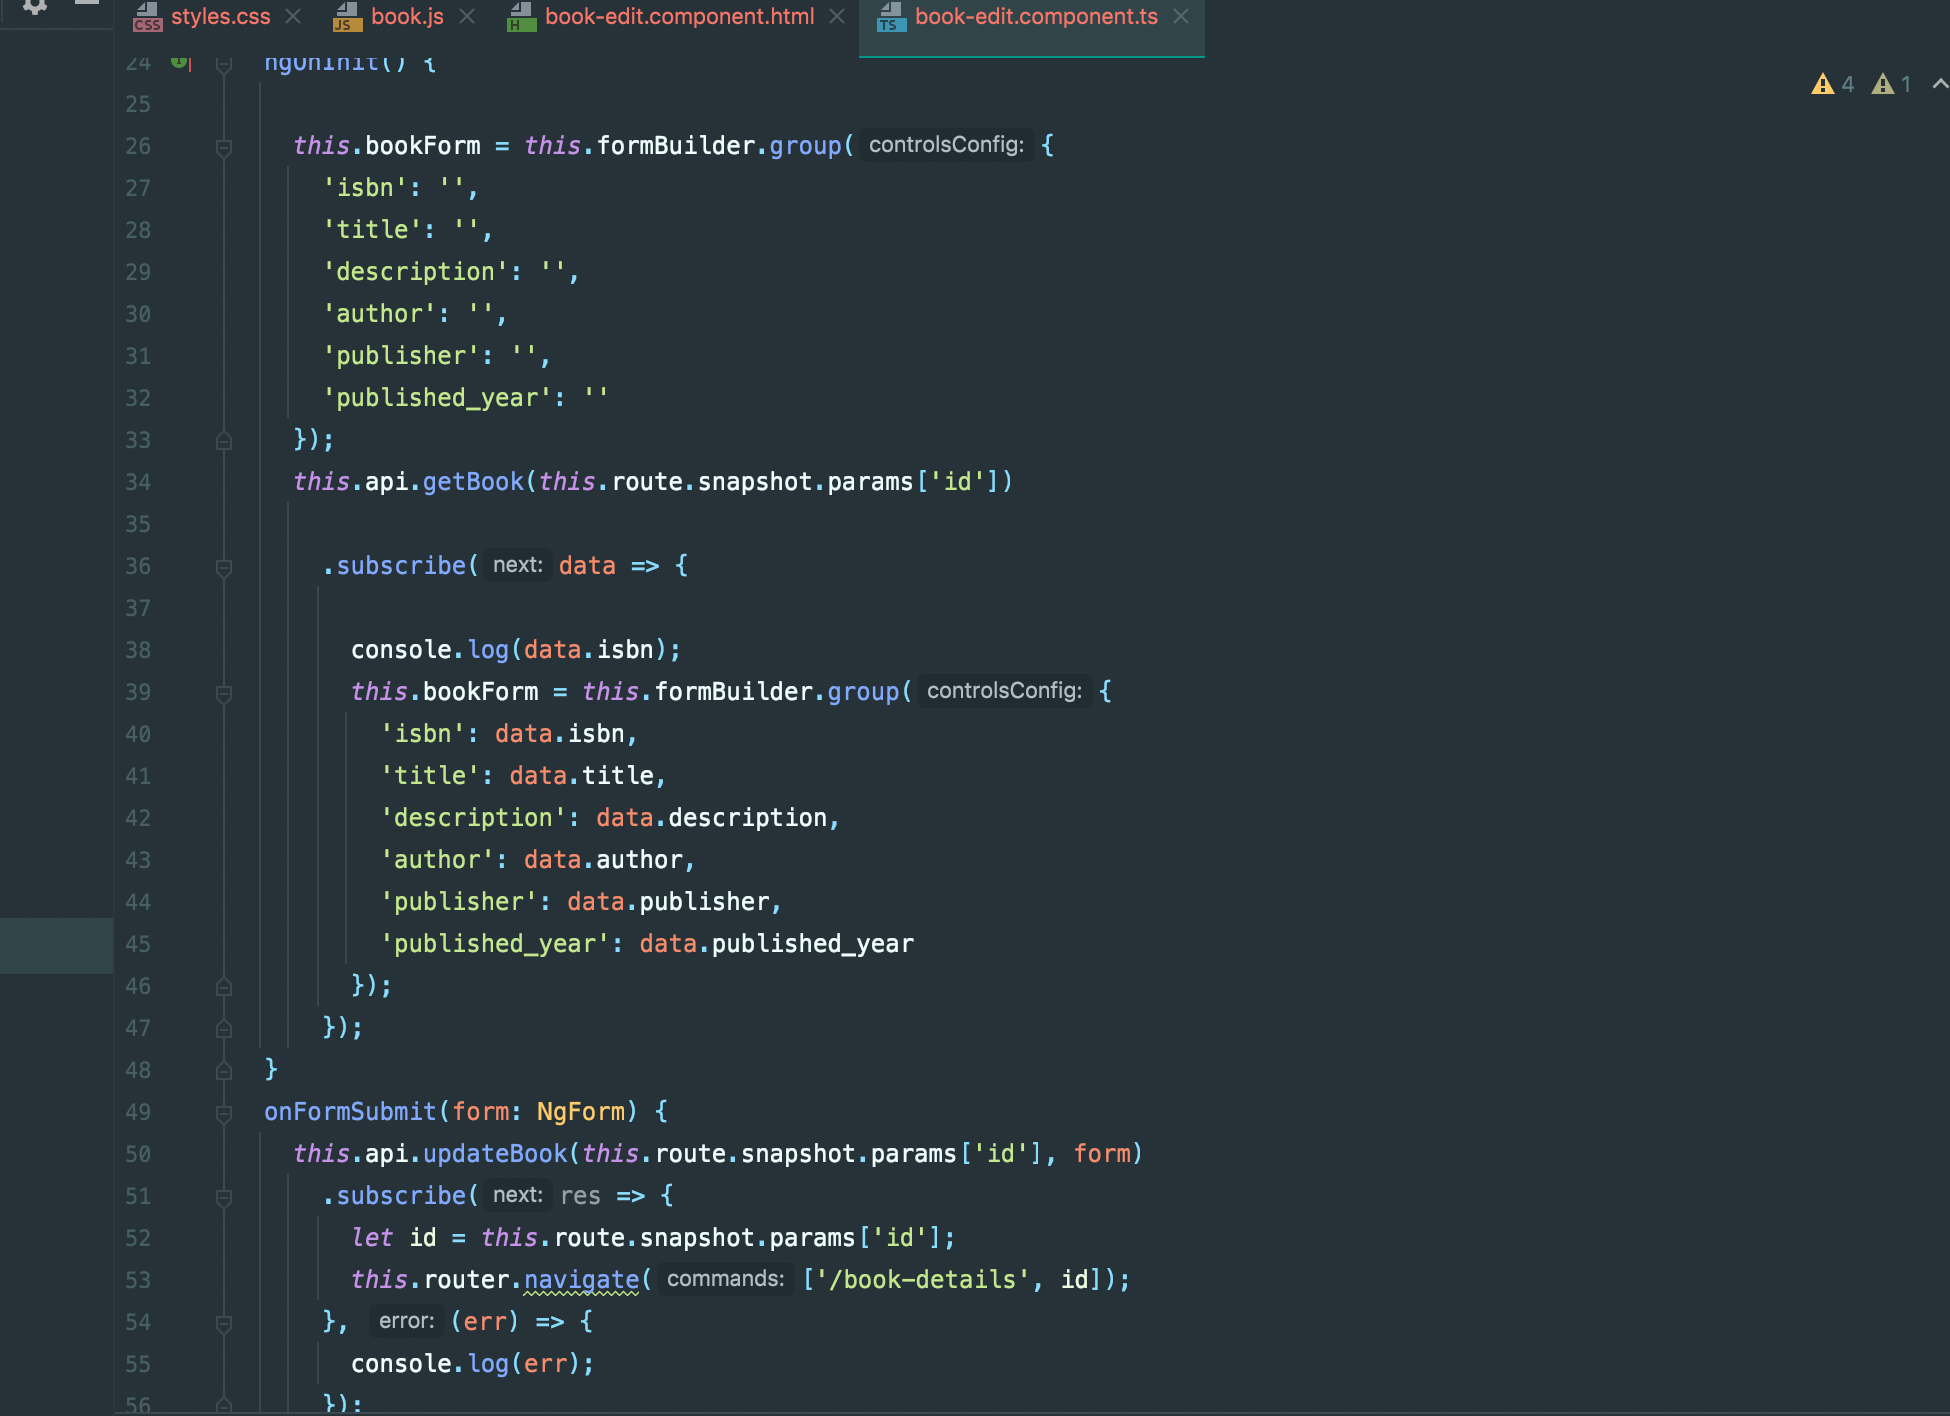 styles.css book.js book-edit.component.html book-edit.component.ts
24 ngOnInit() {
4 1
25
26 this.bookForm = this.formBuilder.group( controlsConfig: {
27 'isbn': '',
28 'title': '',
29 'description': '',
30 'author': '',
31 'publisher': '',
32 'published_year': ''
33 });
34 this.api.getBook(this.route.snapshot.params['id'])
35
36 .subscribe( next: data => {
37
38 console.log(data.isbn);
39 this.bookForm = this.formBuilder.group( controlsConfig: {
40 'isbn': data.isbn,
41 'title': data.title,
42 'description': data.description,
43 'author': data.author,
44 'publisher': data.publisher,
45 'published_year': data.published_year
46 });
47 });
48 }
49 onFormSubmit(form: NgForm) {
50 this.api.updateBook(this.route.snapshot.params['id'], form)
51 .subscribe( next: res => {
52 let id = this.route.snapshot.params['id'];
53 this.router.navigate( commands: ['/book-details', id]);
54 }, error: (err) => {
55 console.log(err);
56 });